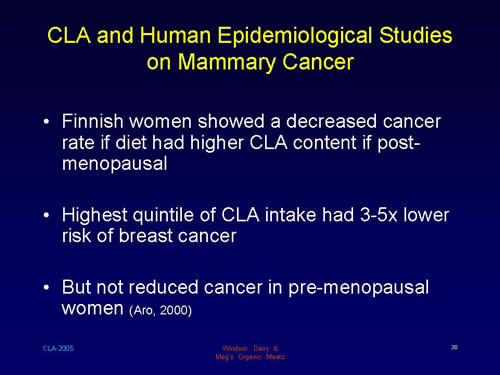 CLA and Human Epidemiological Studies
on Mammary Cancer
• Finnish women showed a decreased cancer
rate if diet had higher CLA content if post-
menopausal
• Highest quintile of CLA intake had 3-5x lower
risk of breast cancer
• But not reduced cancer in pre-menopausal
women (Aro, 2000)
CLA-2005
Windsor Dairy &
Meg's Organic Meats
38